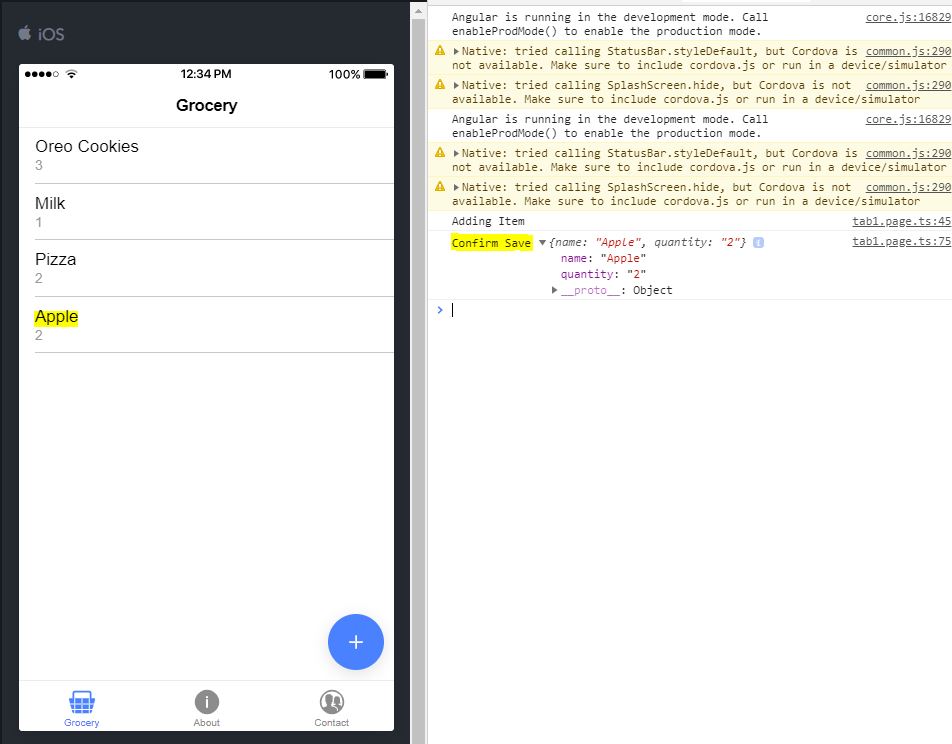 iOS
12:34 PM 100%
Grocery
Oreo Cookies
3
Milk
1
Pizza
2
Apple
2
+
Grocery About Contact
Angular is running in the development mode. Call core.js:16829
enableProdMode() to enable the production mode.
Native: tried calling StatusBar.styleDefault, but Cordova is common.js:290
not available. Make sure to include cordova.js or run in a device/simulator
Native: tried calling SplashScreen.hide, but Cordova is not common.js:290
available. Make sure to include cordova.js or run in a device/simulator
Angular is running in the development mode. Call core.js:16829
enableProdMode() to enable the production mode.
Native: tried calling StatusBar.styleDefault, but Cordova is common.js:290
not available. Make sure to include cordova.js or run in a device/simulator
Native: tried calling SplashScreen.hide, but Cordova is not common.js:290
available. Make sure to include cordova.js or run in a device/simulator
Adding Item tab1.page.ts:45
Confirm Save ▼{name: "Apple", quantity: "2"} i tab1.page.ts:75
name: "Apple"
quantity: "2"
▶__proto__: Object
>